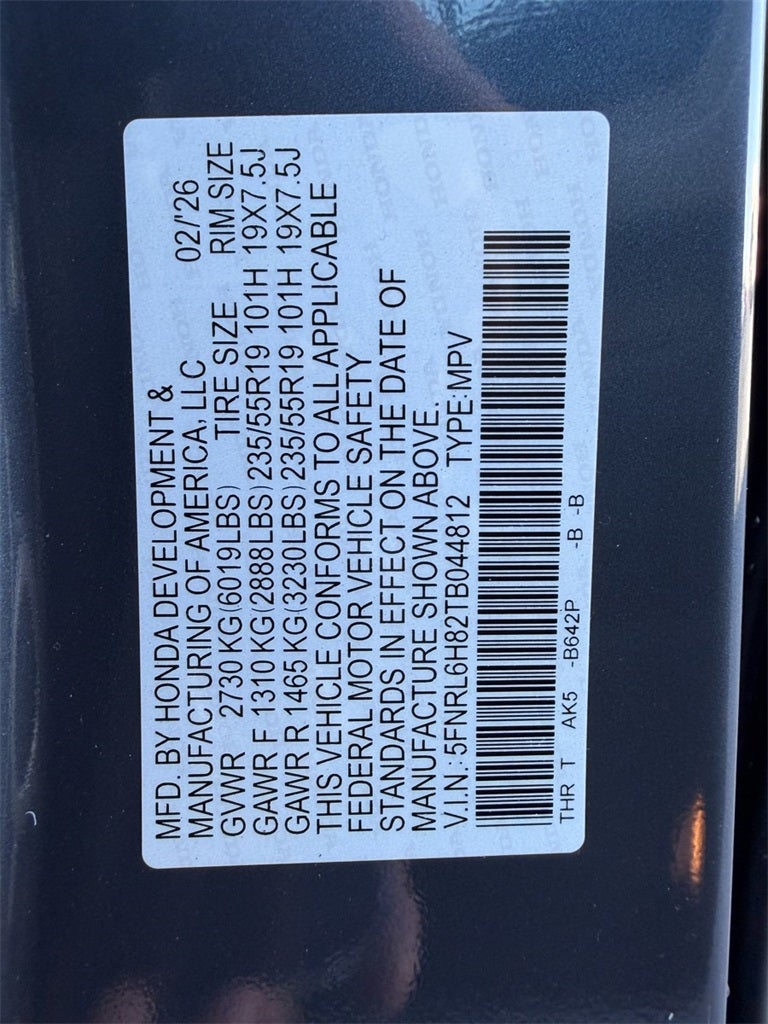 MFD. BY HONDA DEVELOPMENT &
MANUFACTURING OF AMERICA, LLC 02/'26
GVWR 2730 KG(6019LBS) TIRE SIZE RIM SIZE
GAWR F 1310 KG(2888LBS) 235/55R19 101H 19X7.5J
GAWR R 1465 KG(3230LBS) 235/55R19 101H 19X7.5J
THIS VEHICLE CONFORMS TO ALL APPLICABLE
FEDERAL MOTOR VEHICLE SAFETY
STANDARDS IN EFFECT ON THE DATE OF
MANUFACTURE SHOWN ABOVE.
V.I.N.:5FNRL6H82TB044812 TYPE:MPV
THR T AK5 -B642P -B -B